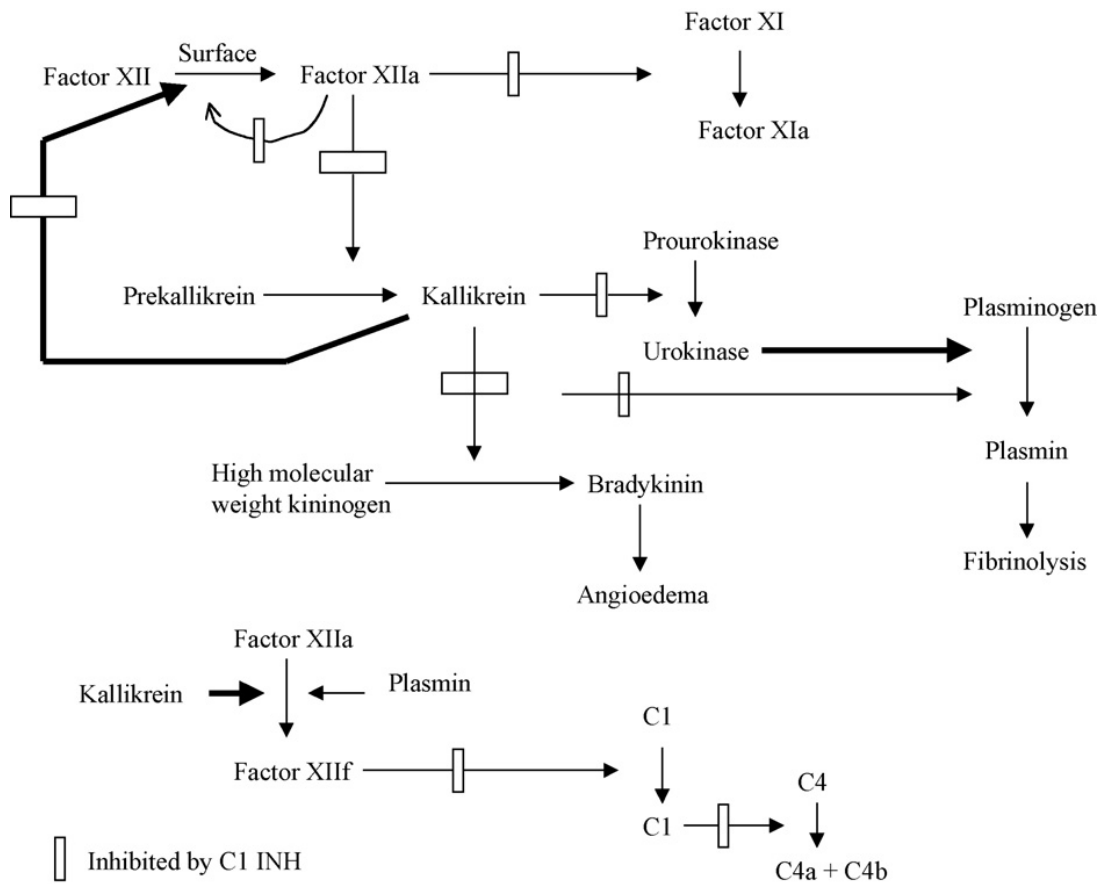 Factor XI
Surface
Factor XII
Factor XIIa
Factor XIa
Prourokinase
Prekallikrein
Kallikrein
Plasminogen
Urokinase
High molecular
weight kininogen
Bradykinin
Plasmin
Fibrinolysis
Angioedema
Factor XIIa
Kallikrein
Plasmin
C1
Factor XIIf
C4
C1
Inhibited by C1 INH
C4a + C4b